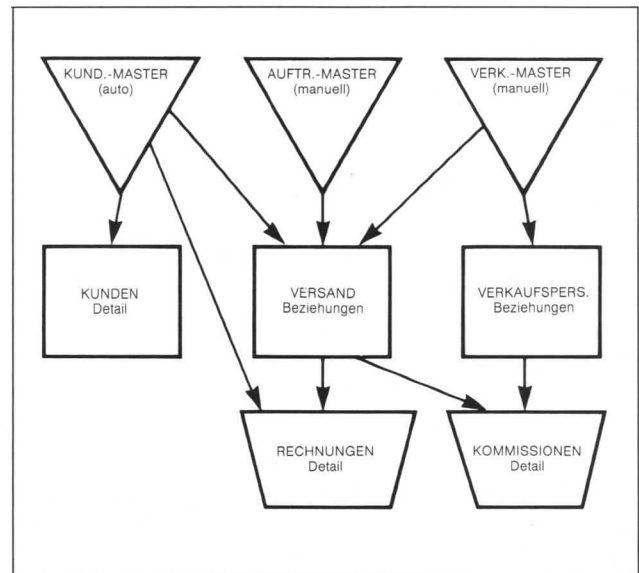 KUND.-MASTER
(auto)
AUFTR.-MASTER
(manuell)
VERK.-MASTER
(manuell)
KUNDEN
Detail
VERSAND
Beziehungen
VERKAUFSPERS.
Beziehungen
RECHNUNGEN
Detail
KOMMISSIONEN
Detail